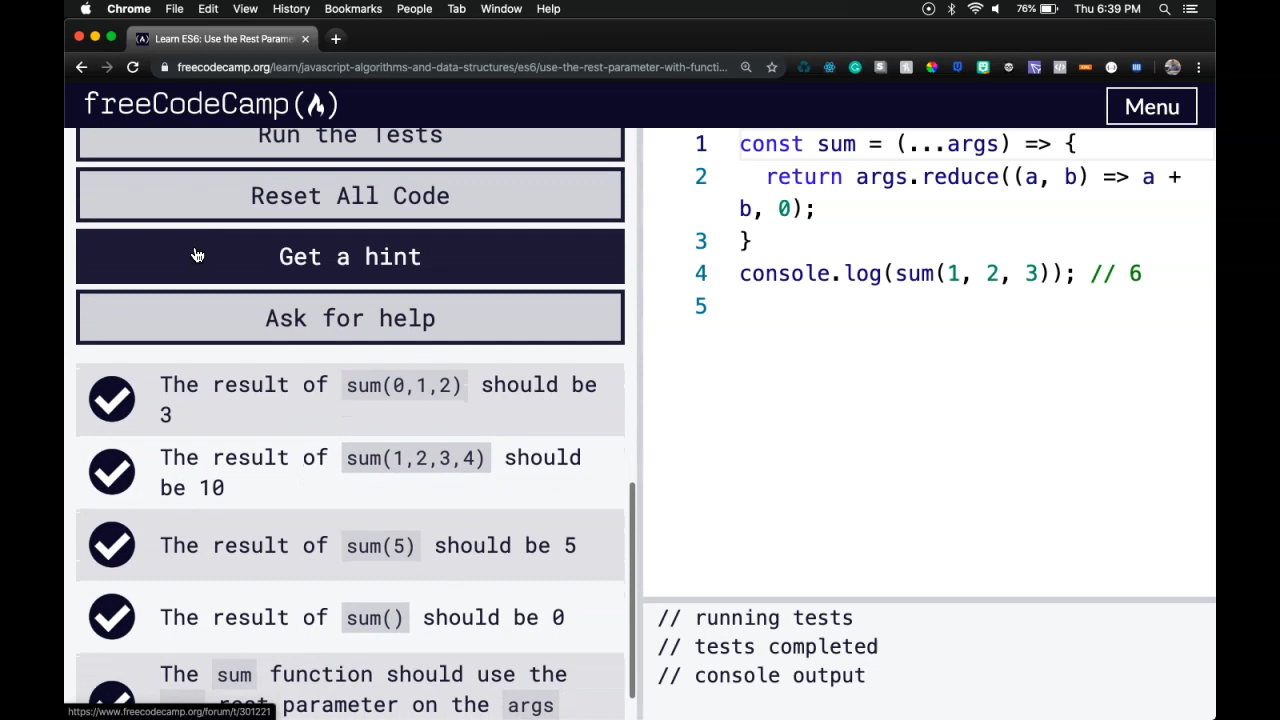 Chrome File Edit View History Bookmarks People Tab Window Help 76% Thu 6:39 PM
Learn ES6: Use the Rest Parame
freecodecamp.org/learn/javascript-algorithms-and-data-structures/es6/use-the-rest-parameter-with-functi...
freeCodeCamp(🔥) Menu
Run the Tests
Reset All Code
Get a hint
Ask for help
The result of sum(0,1,2) should be
3
The result of sum(1,2,3,4) should
be 10
The result of sum(5) should be 5
The result of sum() should be 0
The sum function should use the
rest parameter on the args
https://www.freecodecamp.org/forum/t/301221
1 const sum = (...args) => {
2 return args.reduce((a, b) => a +
b, 0);
3 }
4 console.log(sum(1, 2, 3)); // 6
5
// running tests
// tests completed
// console output